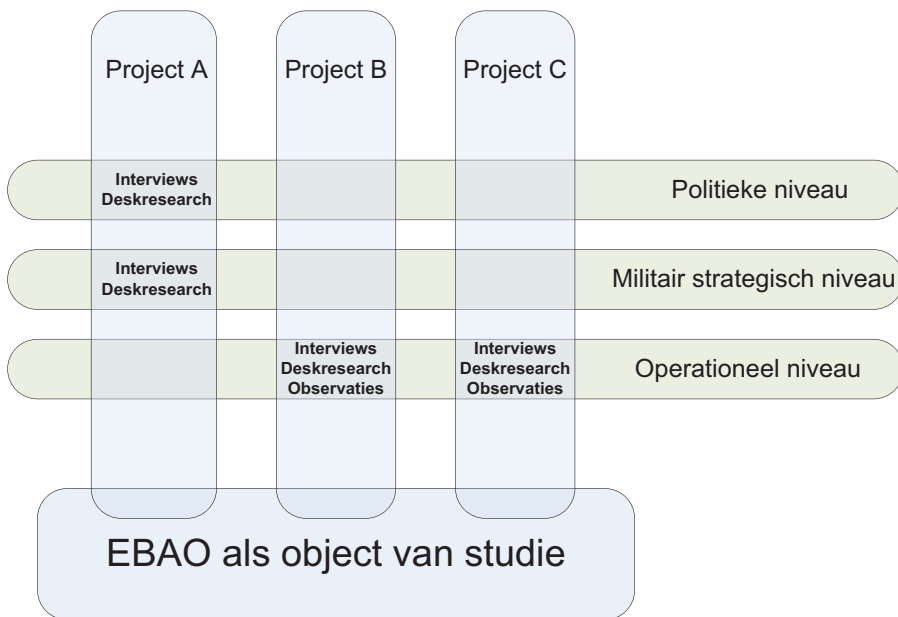 Project A
Project B
Project C
Interviews
Deskresearch
Politieke niveau
Interviews
Deskresearch
Militair strategisch niveau
Interviews
Deskresearch
Observaties
Interviews
Deskresearch
Observaties
Operationeel niveau
EBAO als object van studie